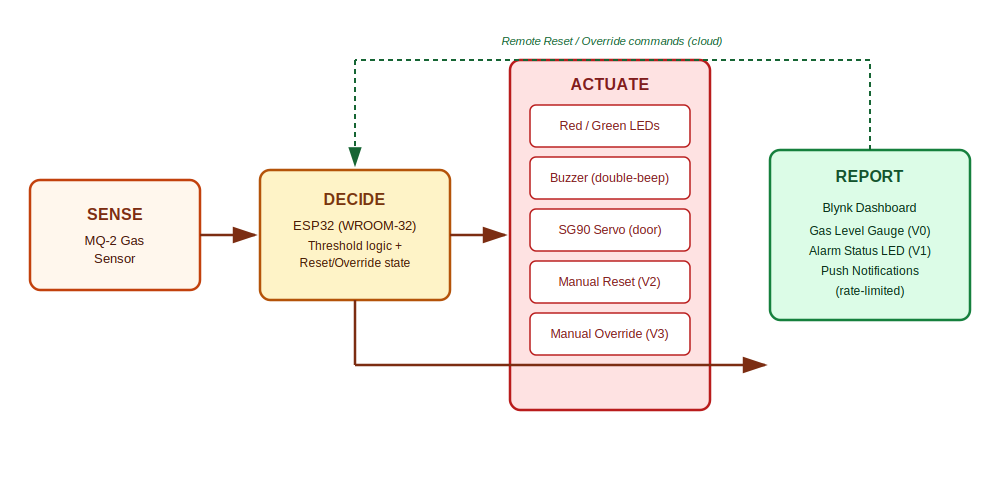 Remote Reset / Override commands (cloud)
SENSE
MQ-2 Gas
Sensor
DECIDE
ESP32 (WROOM-32)
Threshold logic +
Reset/Override state
ACTUATE
Red / Green LEDs
Buzzer (double-beep)
SG90 Servo (door)
Manual Reset (V2)
Manual Override (V3)
REPORT
Blynk Dashboard
Gas Level Gauge (V0)
Alarm Status LED (V1)
Push Notifications
(rate-limited)